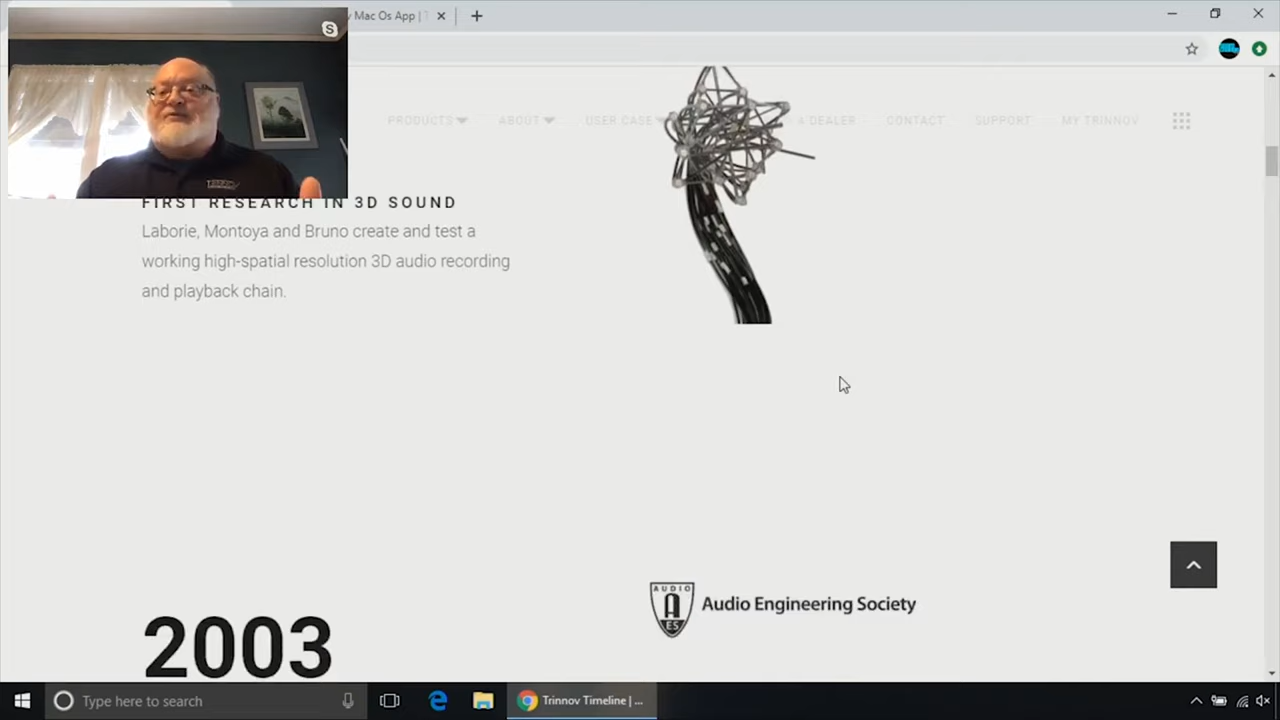 Mac Os App | T
PRODUCTS
ABOUT
USER CASE
A DEALER
CONTACT
SUPPORT
MY TRINNOV
FIRST RESEARCH IN 3D SOUND
Laborie, Montoya and Bruno create and test a
working high-spatial resolution 3D audio recording
and playback chain.
AUDIO
A
ES
Audio Engineering Society
2003
Type here to search
Trinnov Timeline | ...